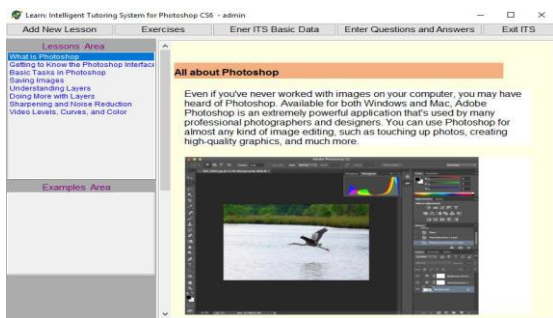 Learn: Intelligent Tutoring System for Photoshop CS6 - admin
Add New Lesson Exercises Ener ITS Basic Data Enter Questions and Answers Exit ITS
Lessons Area
What is Photoshop
Getting to Know the Photoshop Interface
Basic Tasks in Photoshop
Saving Images
Understanding Layers
Doing More with Layers
Sharpening and Noise Reduction
Video Levels, Curves, and Color
Examples Area
All about Photoshop
Even if you've never worked with images on your computer, you may have
heard of Photoshop. Available for both Windows and Mac, Adobe
Photoshop is an extremely powerful application that's used by many
professional photographers and designers. You can use Photoshop for
almost any kind of image editing, such as touching up photos, creating
high-quality graphics, and much more.